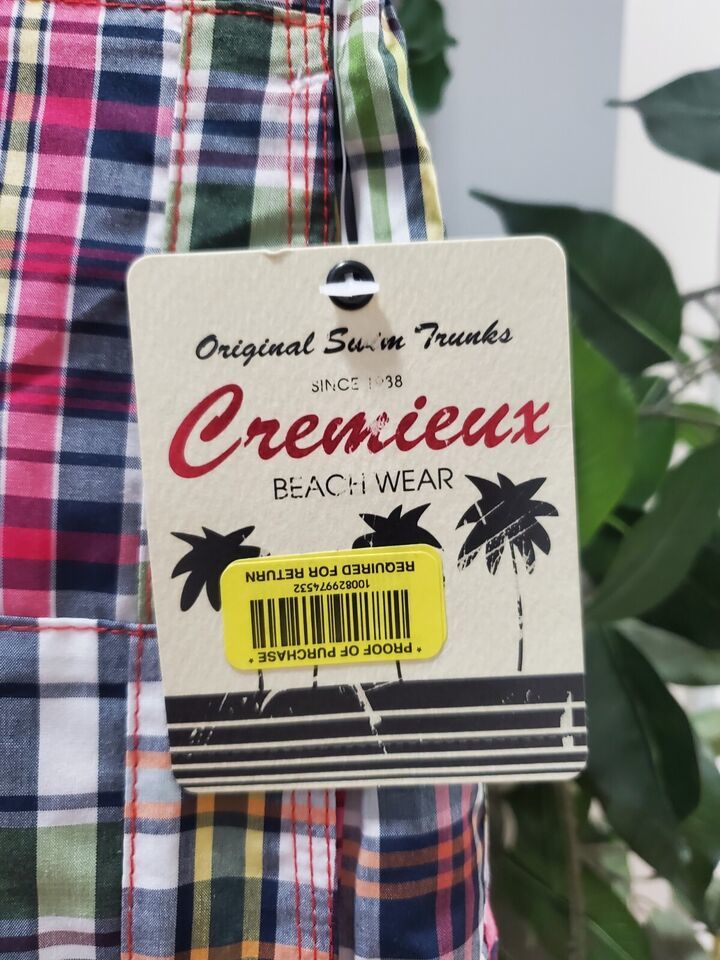 Original Swim Trunks
SINCE 1938
Cremieux
BEACH WEAR
* PROOF OF PURCHASE *
100829974532
REQUIRED FOR RETURN